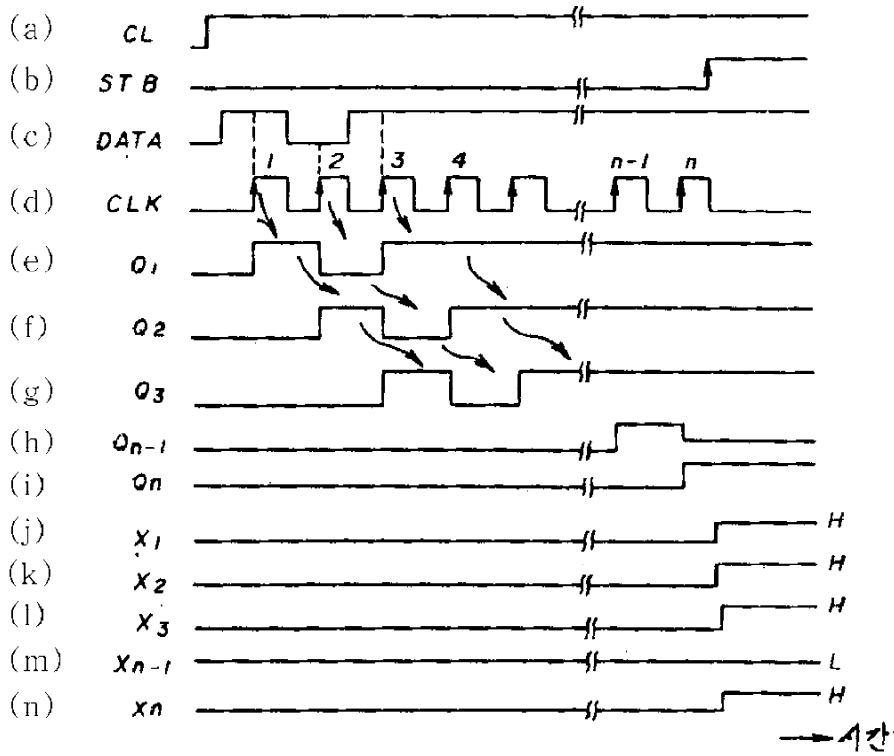 (a) CL
(b) STB
(c) DATA
1 2 3 4 n-1 n
(d) CLK
(e) Q1
(f) Q2
(g) Q3
(h) Qn-1
(i) Qn
(j) X1 H
(k) X2 H
(l) X3 H
(m) Xn-1 L
(n) Xn H
시간